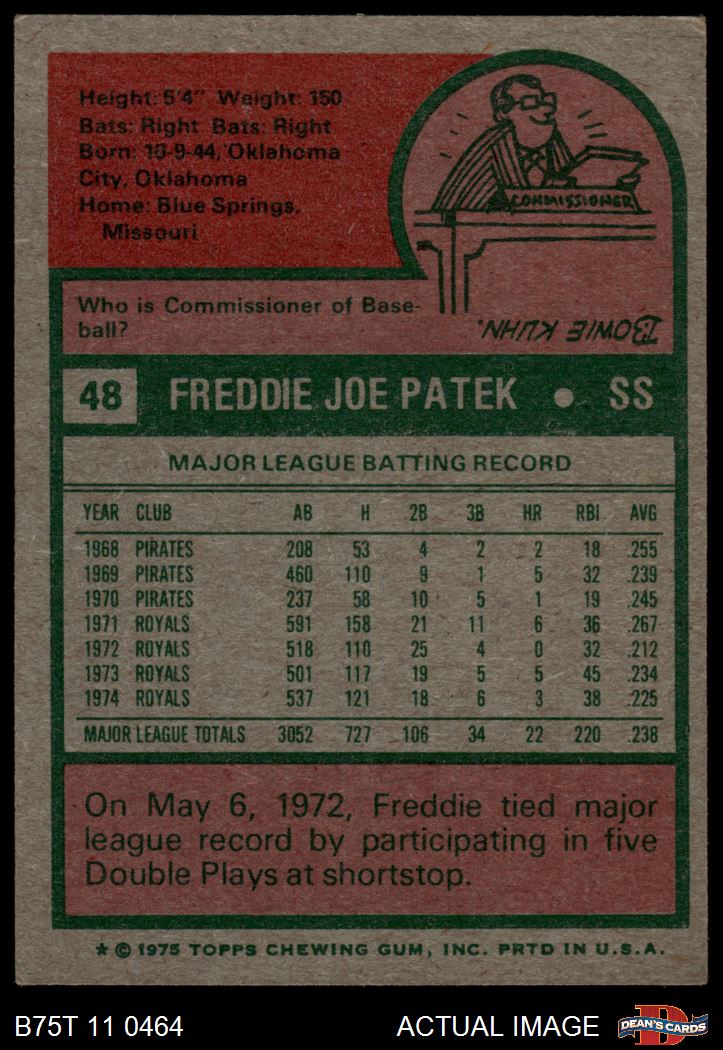 Height: 5'4" Weight: 150
Bats: Right Bats: Right
Born: 10-9-44, Oklahoma
City, Oklahoma
Home: Blue Springs,
Missouri
COMMISSIONER
Who is Commissioner of Base-
ball?
BOWIE KUHN.
48 FREDDIE JOE PATEK • SS
MAJOR LEAGUE BATTING RECORD
YEAR CLUB AB H 2B 3B HR RBI AVG
1968 PIRATES 208 53 4 2 2 18 .255
1969 PIRATES 460 110 9 1 5 32 .239
1970 PIRATES 237 58 10 5 1 19 .245
1971 ROYALS 591 158 21 11 6 36 .267
1972 ROYALS 518 110 25 4 0 32 .212
1973 ROYALS 501 117 19 5 5 45 .234
1974 ROYALS 537 121 18 6 3 38 .225
MAJOR LEAGUE TOTALS 3052 727 106 34 22 220 .238
On May 6, 1972, Freddie tied major
league record by participating in five
Double Plays at shortstop.
* © 1975 TOPPS CHEWING GUM, INC. PRTD IN U.S.A.
B75T 11 0464 ACTUAL IMAGE D DEAN'S CARDS